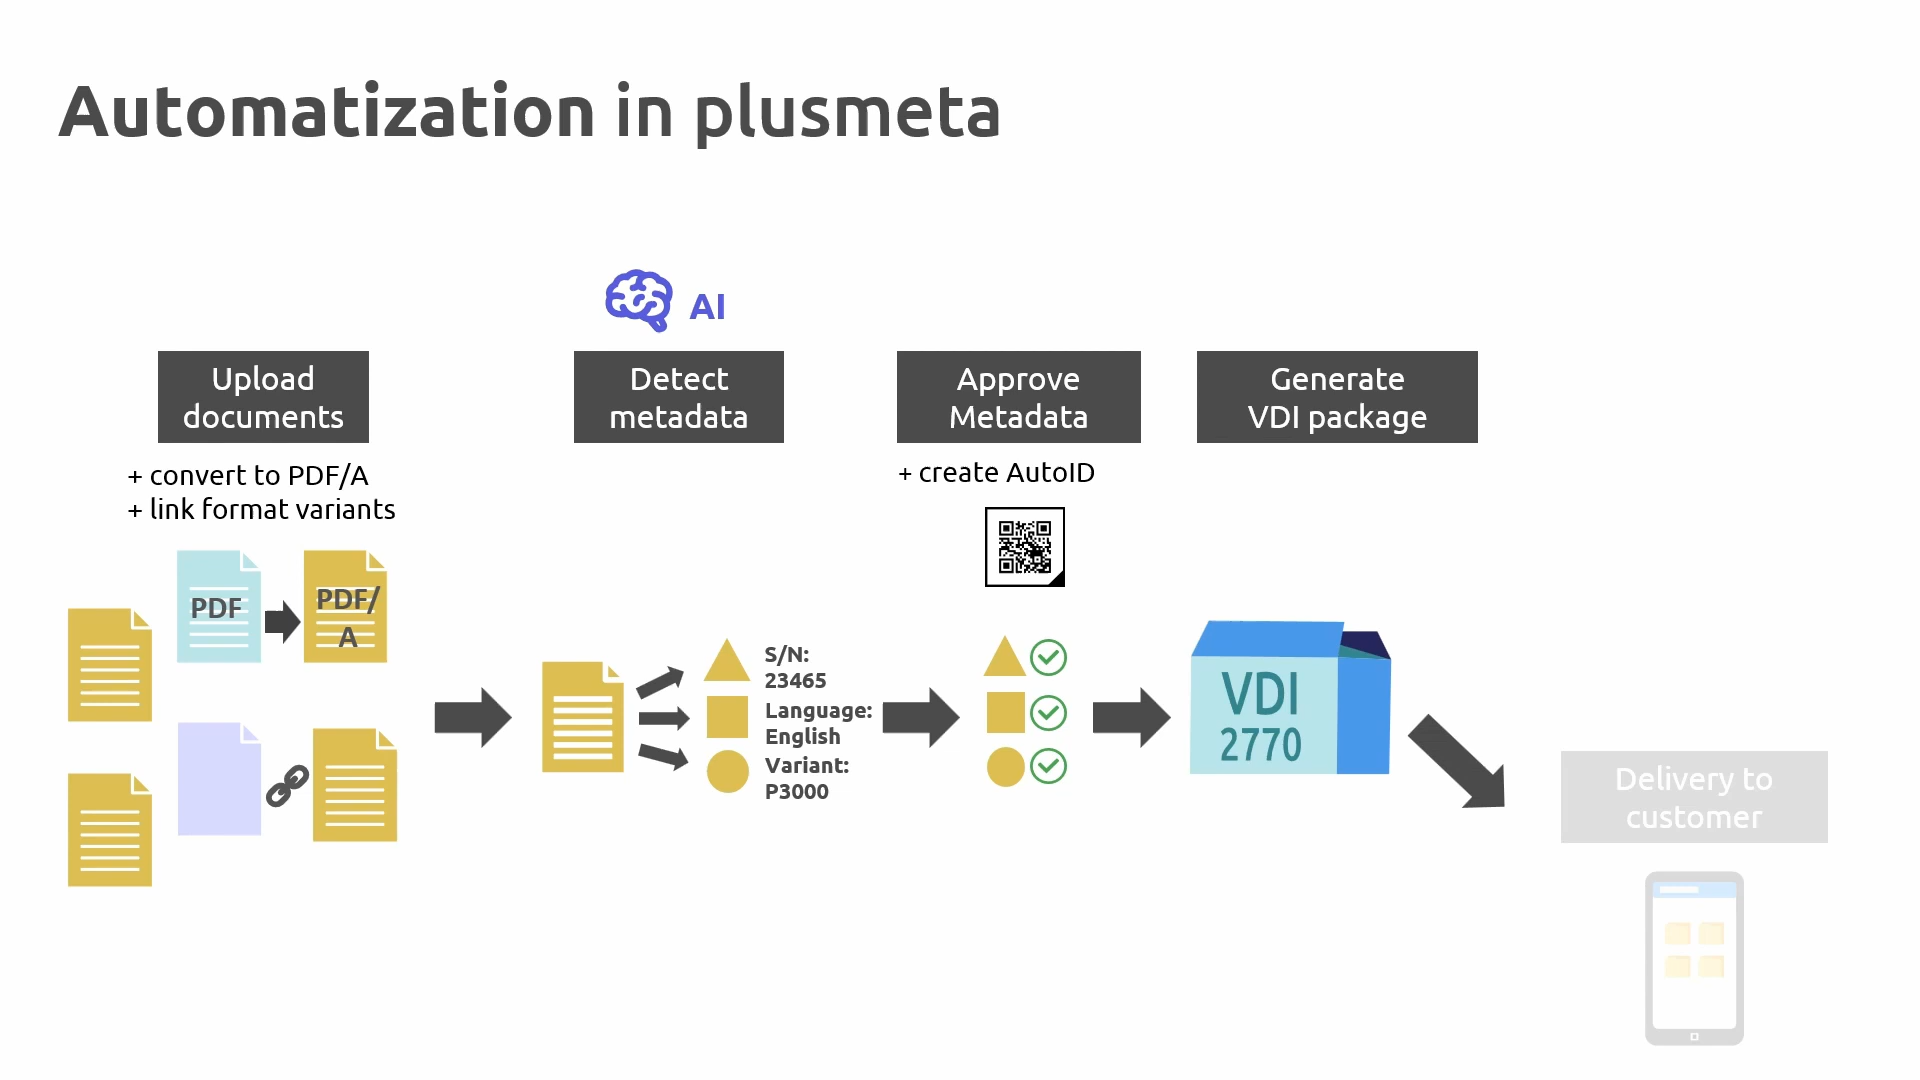 Automatization in plusmeta
AI
Upload
documents
Detect
metadata
Approve
Metadata
Generate
VDI package
+ convert to PDF/A
+ link format variants
+ create AutoID
PDF
PDF/
A
S/N:
23465
Language:
English
Variant:
P3000
VDI
2770
Delivery to
customer